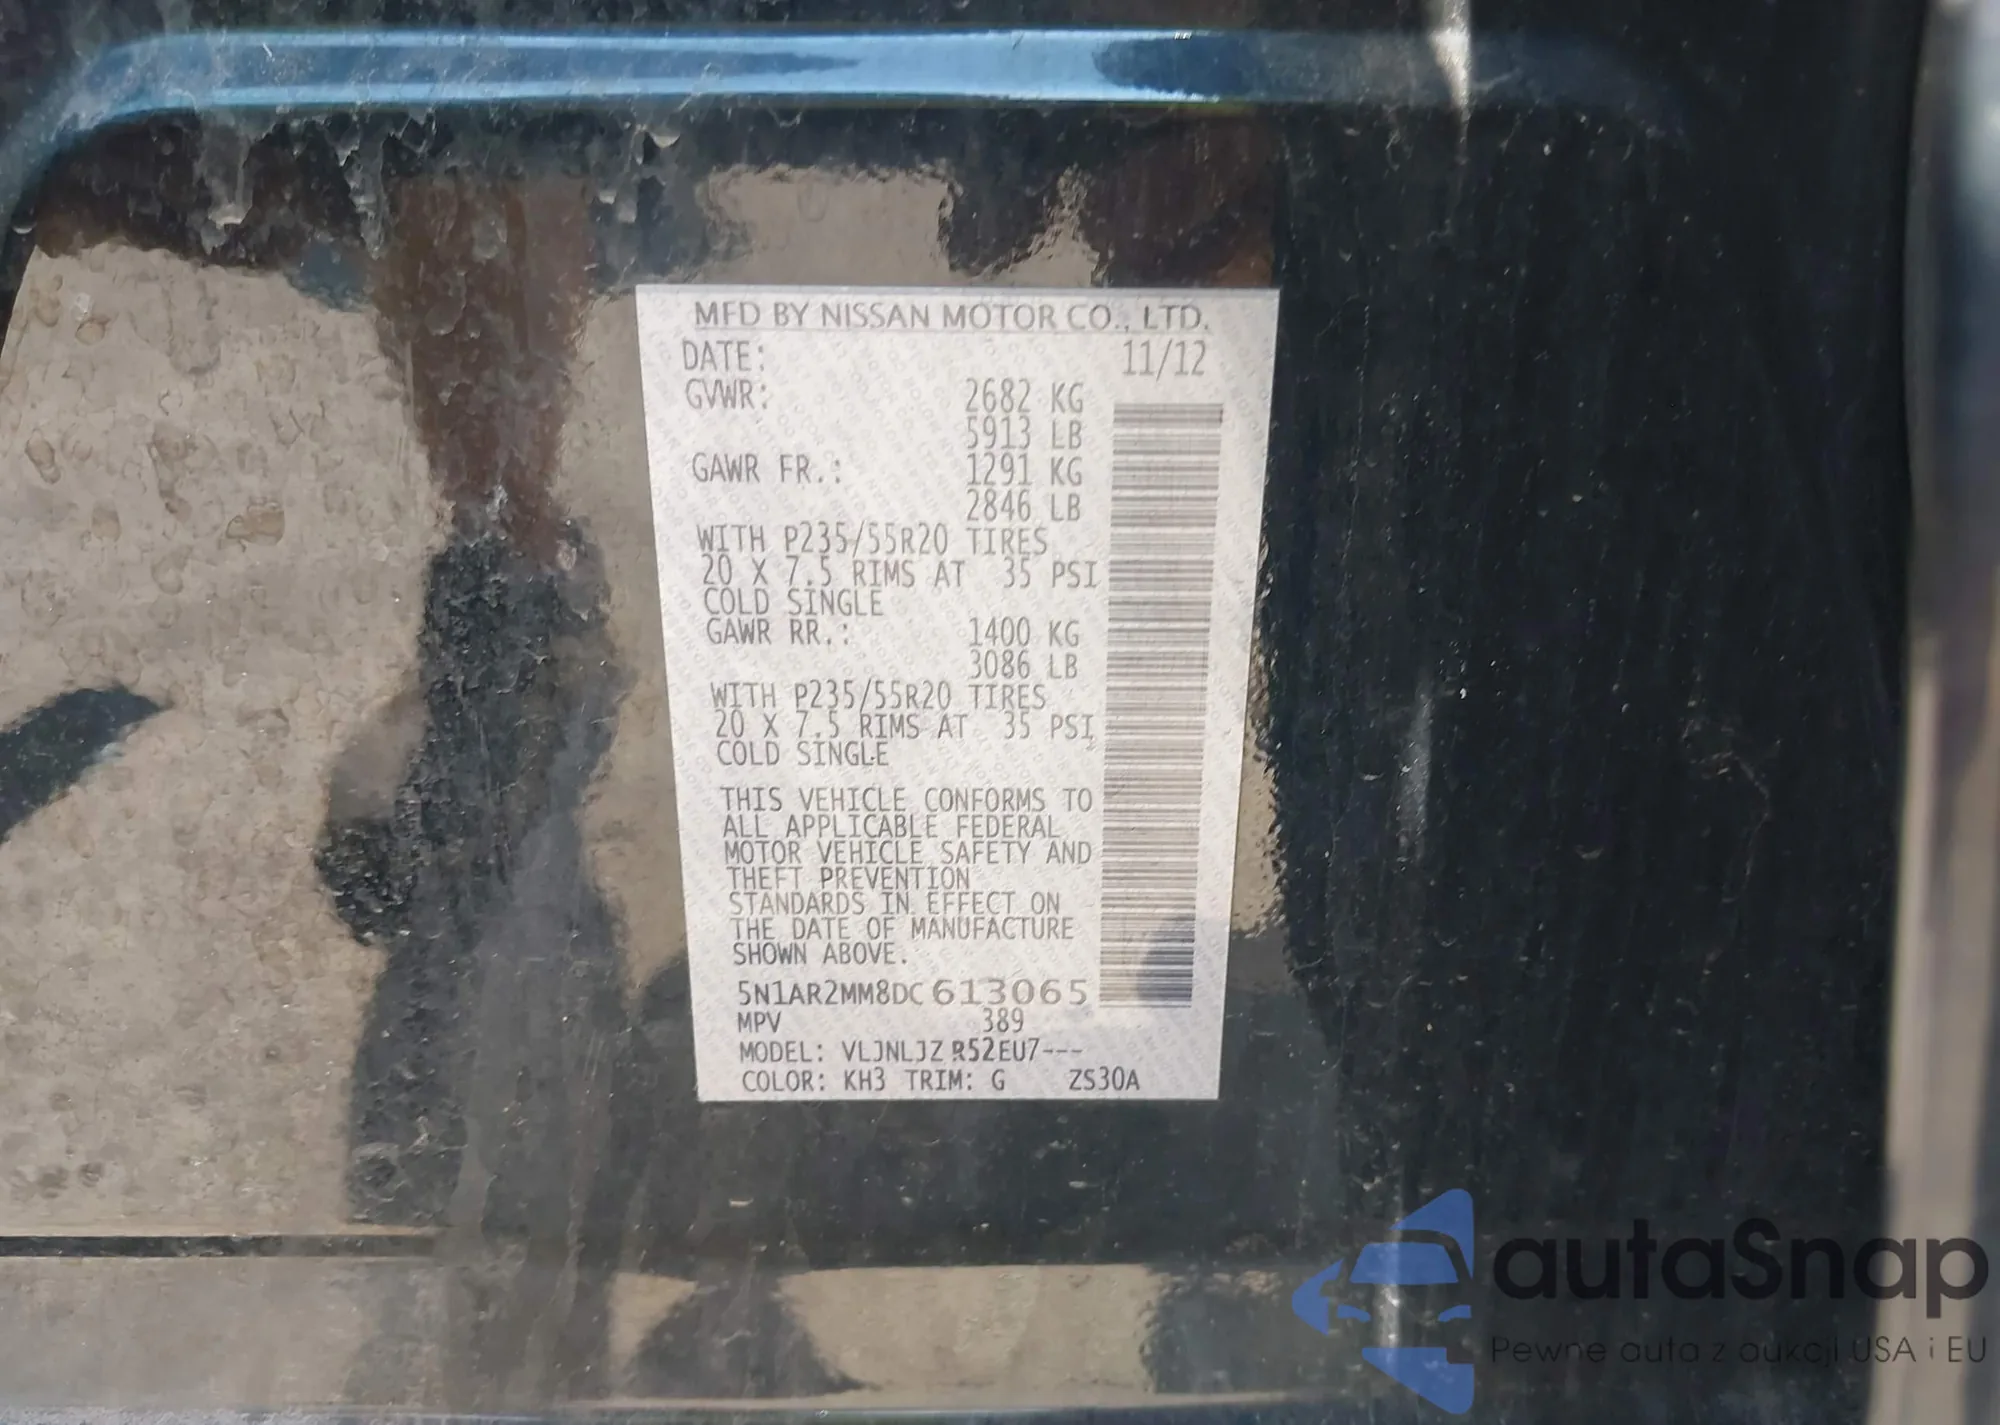 MFD BY NISSAN MOTOR CO., LTD.
DATE: 11/12
GVWR: 2682 KG
5913 LB
GAWR FR.: 1291 KG
2846 LB
WITH P235/55R20 TIRES
20 X 7.5 RIMS AT 35 PSI
COLD SINGLE
GAWR RR.: 1400 KG
3086 LB
WITH P235/55R20 TIRES
20 X 7.5 RIMS AT 35 PSI
COLD SINGLE
THIS VEHICLE CONFORMS TO
ALL APPLICABLE FEDERAL
MOTOR VEHICLE SAFETY AND
THEFT PREVENTION
STANDARDS IN EFFECT ON
THE DATE OF MANUFACTURE
SHOWN ABOVE.
5N1AR2MM8DC613065
MPV 389
MODEL: VLJNLJZ R52EU7---
COLOR: KH3 TRIM: G ZS30A
autaSnap
Pewne auta z aukcji USA i EU